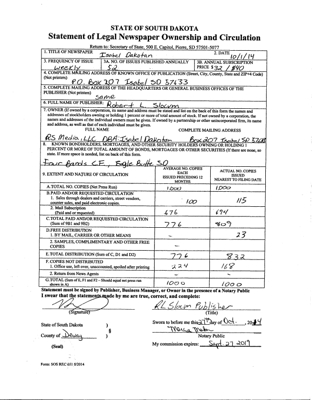 STATE OF SOUTH DAKOTA
Statement of Legal Newspaper Ownership and Circulation
Return to: Secretary of State, 500 E. Capitol, Pierre, SD 57501-5077
1. TITLE OF NEWSPAPER
Isabel Dakotan
2. DATE
10/1/14
3. FREQUENCY OF ISSUE
weekly
3A. NO. OF ISSUES PUBLISHED ANNUALLY
52
3B. ANNUAL SUBSCRIPTION
PRICE $32 /
4. COMPLETE MAILING ADDRESS OF KNOWN OFFICE OF PUBLICATION (Street, City, County, State and ZIP+4 Code)
(Not printers)
P.O. Box 207 Isabel SD 57633
5. COMPLETE MAILING ADDRESS OF THE HEADQUARTERS OR GENERAL BUSINESS OFFICES OF THE
PUBLISHER (Not printers)
same
6. FULL NAME OF PUBLISHER: Robert L Slocum
7. OWNER (If owned by a corporation, its name and address must be stated and list on the back of this form the names and
addresses of stockholders owning or holding 1 percent or more of total amount of stock. If not owned by a corporation, the
names and addresses of the individual owners must be given. If owned by a partnership or other unincorporated firm, its name
and address, as well as that of each individual must be given.)
FULL NAME COMPLETE MAILING ADDRESS
RS Media, LLC DBA Isabel Dakotan Box 207 Isabel SD
8. KNOWN BONDHOLDERS, MORTGAGES, AND OTHER SECURITY HOLDERS OWNING OR HOLDING 1
PERCENT OR MORE OF TOTAL AMOUNT OF BONDS, MORTGAGES OR OTHER SECURITIES (If there are none, so
state. If more space is needed, list on back of this form.
Four Bands CF, Eagle Butte SD
9. EXTENT AND NATURE OF CIRCULATION
AVERAGE NO. COPIES
EACH
ISSUES PRECEDING 12
MONTHS
ACTUAL NO. COPIES
ISSUED
NEAREST TO FILING DATE
A. TOTAL NO. COPIES (Net Press Run)
1000
1000
B. PAID AND/OR REQUESTED CIRCULATION
1. Sales through dealers and carriers, street vendors,
counter sales, and paid electronic copies.
100
115
2. Mail Subscription
(Paid and or requested)
676
694
C. TOTAL PAID AND/OR REQUESTED CIRCULATION
(Sum of 9B1 and 9B2)
776
809
D. FREE DISTRIBUTION
1. BY MAIL, CARRIER OR OTHER MEANS
–
23
2. SAMPLES, COMPLIMENTARY AND OTHER FREE
COPIES
–
E. TOTAL DISTRIBUTION (Sum of C, D1 and D2)
776
832
F. COPIES NOT DISTRIBUTED
1. Office use, left over, unaccounted, spoiled after printing
224
168
2. Return from News Agents
–
–
G. TOTAL (Sum of E, F1 and F2 - Should equal net press run
shown in A)
1000
1000
Statement must be signed by Publisher, Business Manager, or Owner in the presence of a Notary Public
I swear that the statements made by me are true, correct, and complete:
RL Slocum Publisher
(Signature)
(Title)
State of South Dakota )
Sworn to before me this day of Oct., 2014
County of Dewey )
Notary Public
(Seal)
My commission expires: Sept 27 2019
Form: SOS REC 051 8/2014